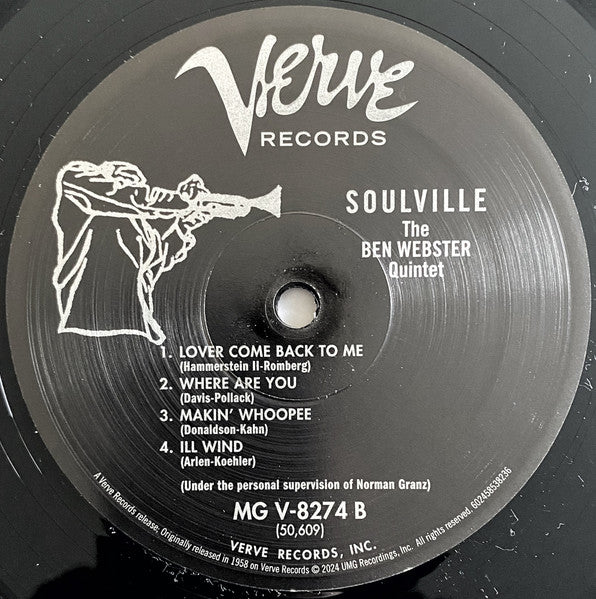 Verve
RECORDS
SOULVILLE
The
BEN WEBSTER
Quintet
1. LOVER COME BACK TO ME
(Hammerstein II-Romberg)
2. WHERE ARE YOU
(Davis-Pollack)
3. MAKIN' WHOOPEE
(Donaldson-Kahn)
4. ILL WIND
(Arlen-Koehler)
(Under the personal supervision of Norman Granz)
MG V-8274 B
(50,609)
VERVE RECORDS, INC.
A Verve Records release; Originally released in 1958 on Verve Records © 2024 UMG Recordings, Inc. All rights reserved. 602458538236